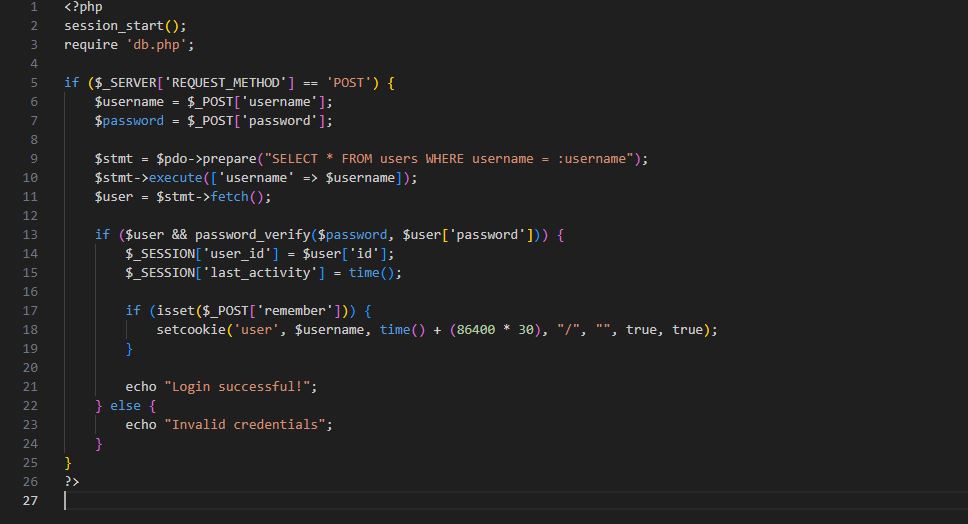 1 <?php
2 session_start();
3 require 'db.php';
4
5 if ($_SERVER['REQUEST_METHOD'] == 'POST') {
6     $username = $_POST['username'];
7     $password = $_POST['password'];
8
9     $stmt = $pdo->prepare("SELECT * FROM users WHERE username = :username");
10     $stmt->execute(['username' => $username]);
11     $user = $stmt->fetch();
12
13     if ($user && password_verify($password, $user['password'])) {
14         $_SESSION['user_id'] = $user['id'];
15         $_SESSION['last_activity'] = time();
16
17         if (isset($_POST['remember'])) {
18             setcookie('user', $username, time() + (86400 * 30), "/", "", true, true);
19         }
20
21         echo "Login successful!";
22     } else {
23         echo "Invalid credentials";
24     }
25 }
26 ?>
27